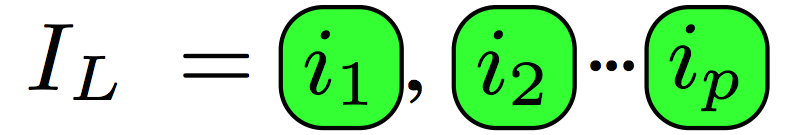 I_L = i_1, i_2 ··· i_p